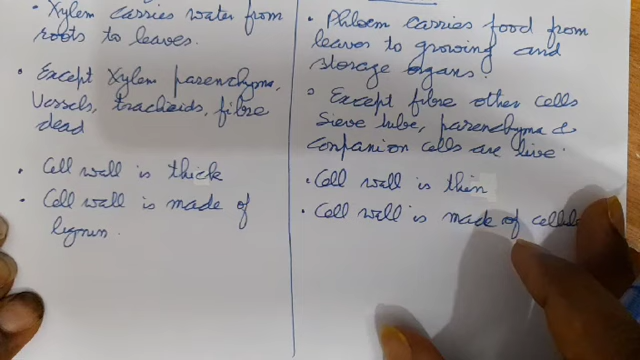 • Xylem carries water from
roots to leaves.
• Except Xylem parenchyma,
Vessels, tracheids, fibre
dead
• Cell wall is thick
• Cell wall is made of
lignin.
• Phloem carries food from
leaves to growing and
storage organs.
• Except fibre other cells
Sieve tube, parenchyma &
Companion cells are live.
• Cell wall is thin
• Cell wall is made of